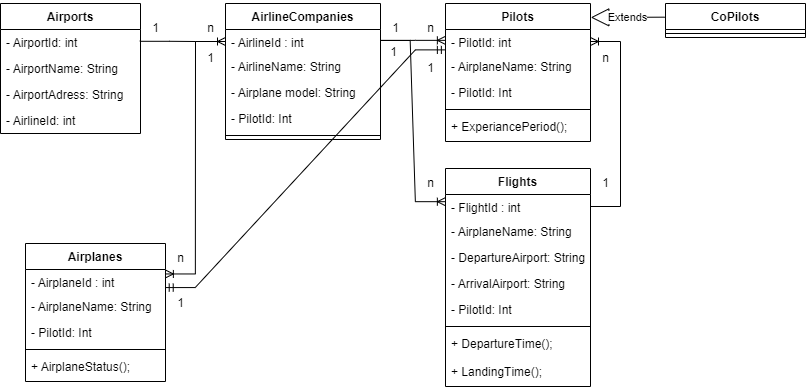 Airports
- AirportId: int
- AirportName: String
- AirportAdress: String
- AirlineId: int
1
n
1
AirlineCompanies
- AirlineId : int
- AirlineName: String
- Airplane model: String
- PilotId: Int
1
n
1
1
Pilots
- PilotId: int
- AirplaneName: String
- PilotId: Int
+ ExperiancePeriod();
Extends
CoPilots
n
n
1
Flights
- FlightId : int
- AirplaneName: String
- DepartureAirport: String
- ArrivalAirport: String
- PilotId: Int
+ DepartureTime();
+ LandingTime();
Airplanes
- AirplaneId : int
- AirplaneName: String
- PilotId: Int
+ AirplaneStatus();
n
1